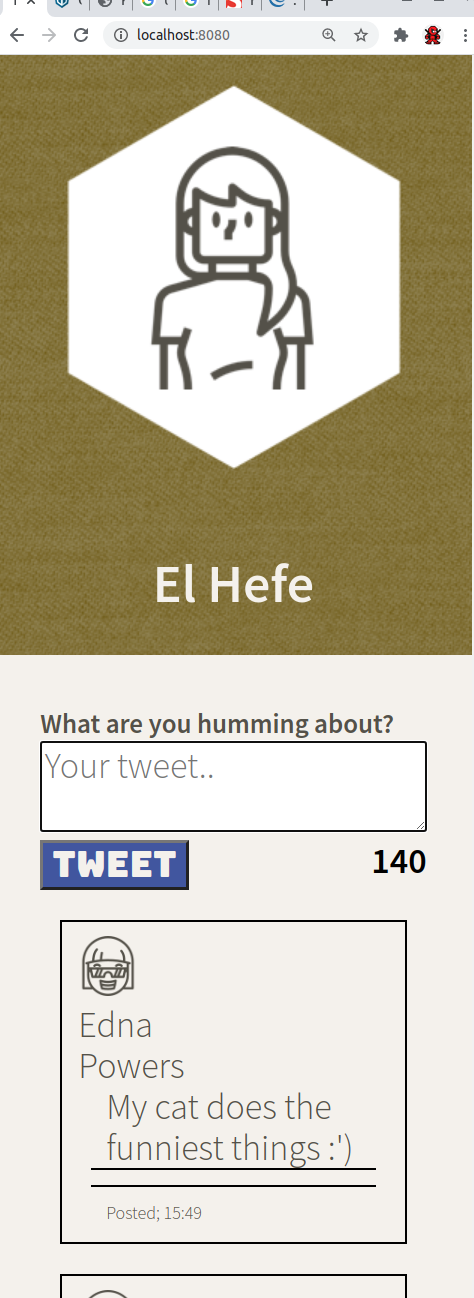 localhost:8080
El Hefe
What are you humming about?
Your tweet..
TWEET
140
Edna
Powers
My cat does the
funniest things :')
Posted; 15:49